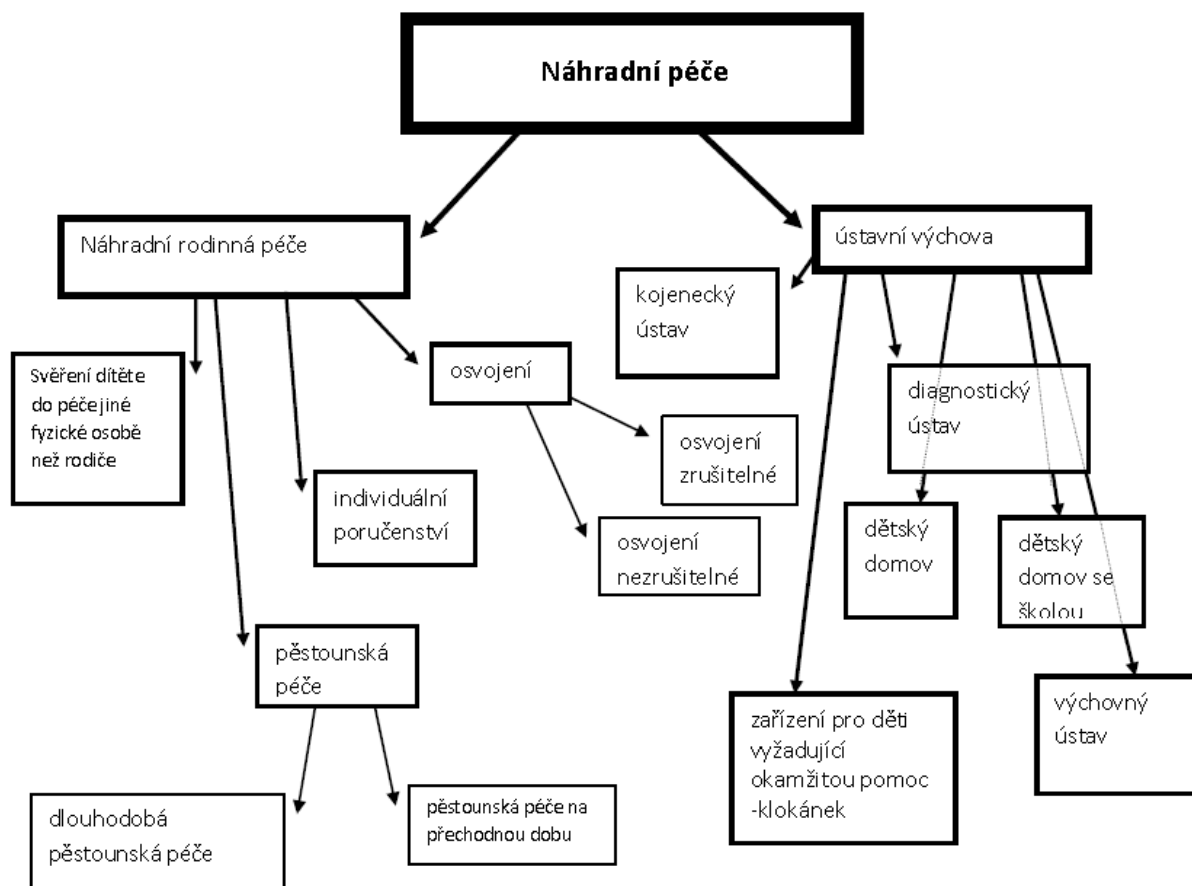 Náhradní péče
Náhradní rodinná péče
ústavní výchova
kojenecký
ústav
Svěření dítěte
do péče jiné
fyzické osobě
než rodiče
osvojení
diagnostický
ústav
osvojení
zrušitelné
individuální
poručenství
osvojení
nezrušitelné
dětský
domov
dětský
domov se
školou
pěstounská
péče
zařízení pro děti
vyžadující
okamžitou pomoc
-klokánek
výchovný
ústav
dlouhodobá
pěstounská péče
pěstounská péče na
přechodnou dobu